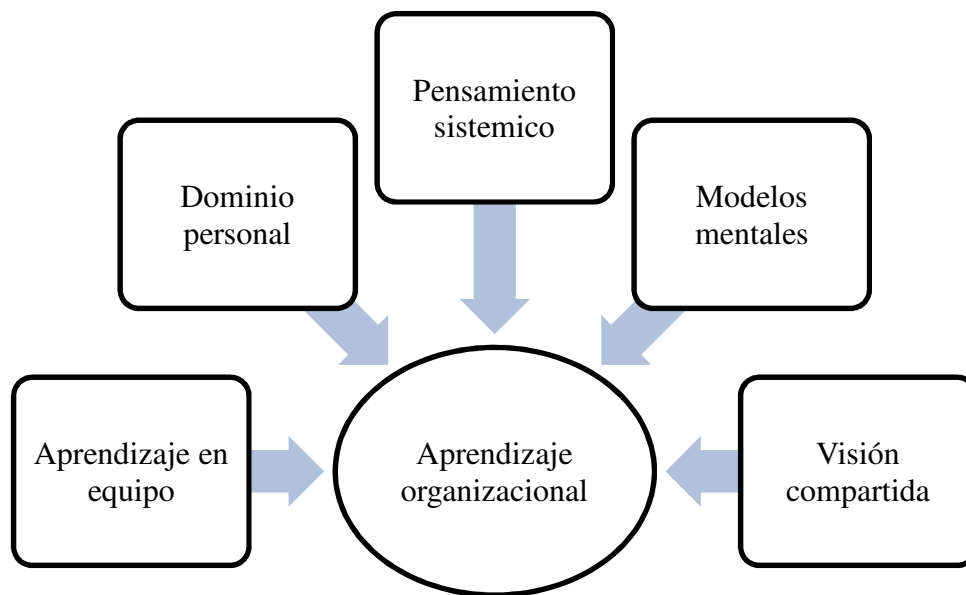 Pensamiento
sistemico
Dominio
personal
Modelos
mentales
Aprendizaje en
equipo
Aprendizaje
organizacional
Visión
compartida